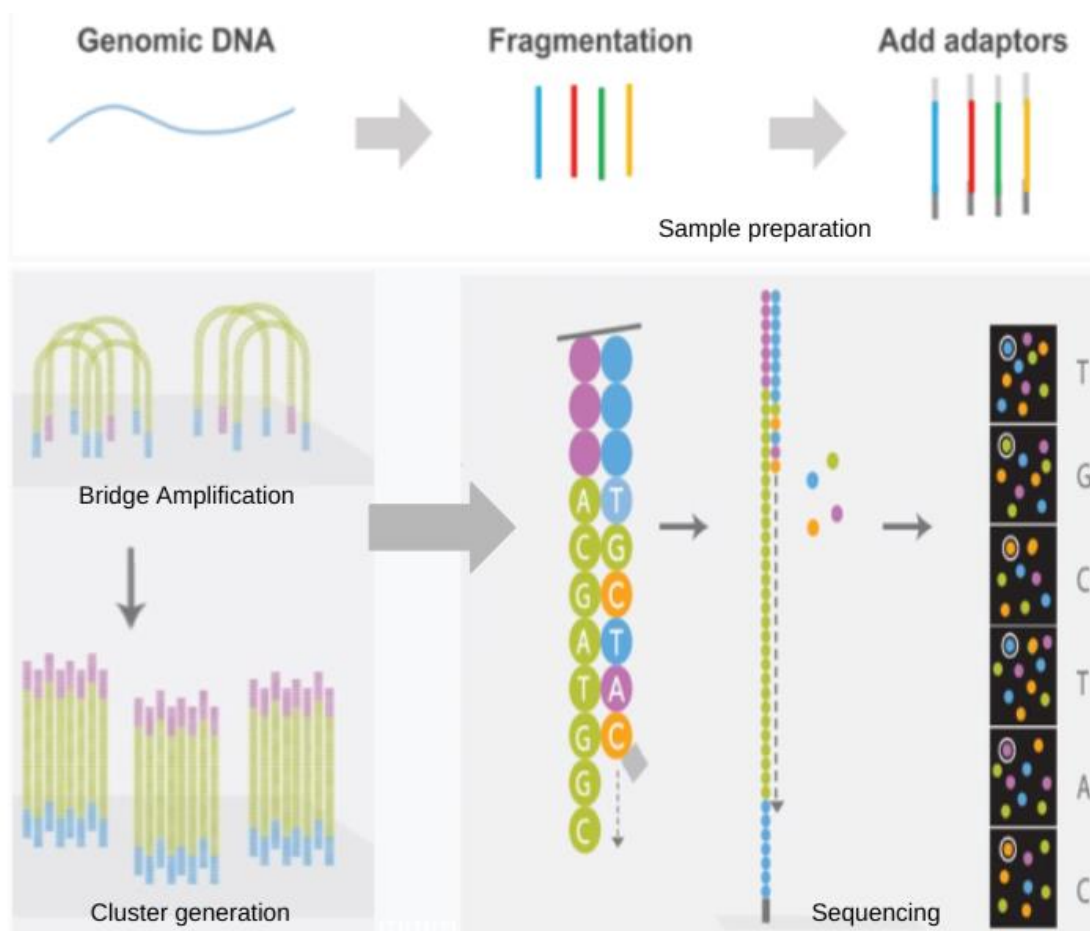 Genomic DNA
Fragmentation
Add adaptors
Sample preparation
Bridge Amplification
Cluster generation
A T
C G
G C
A T
T A
G C
G
C
T
G
C
T
A
C
Sequencing